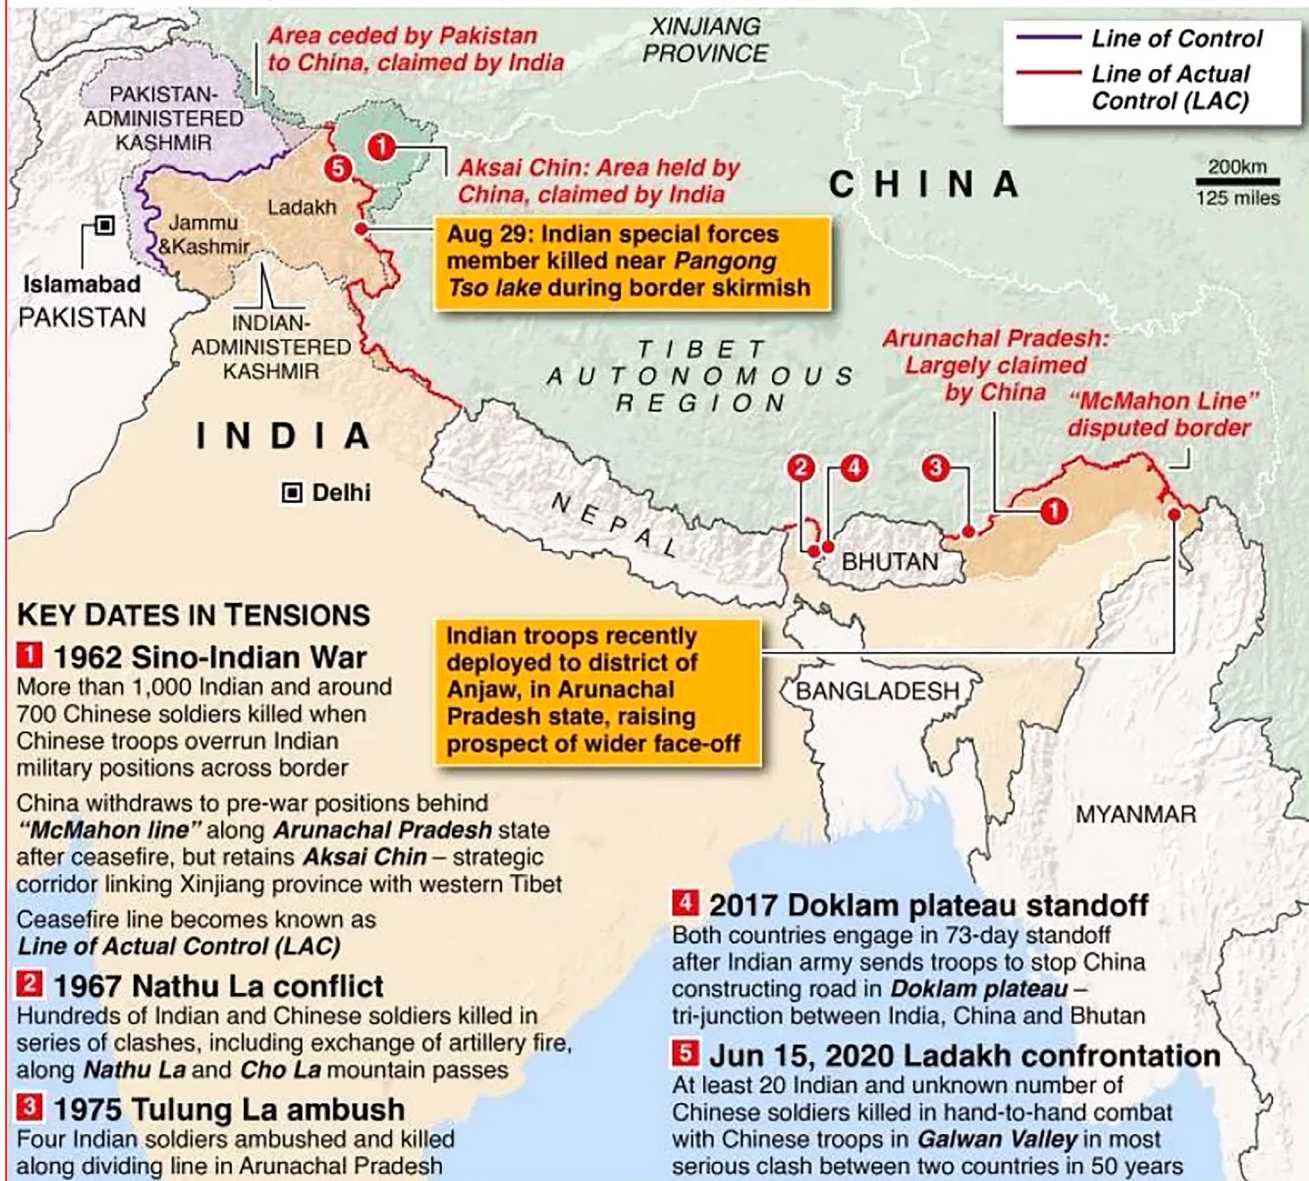 Area ceded by Pakistan
to China, claimed by India
XINJIANG
PROVINCE
Line of Control
Line of Actual
Control (LAC)
PAKISTAN-
ADMINISTERED
KASHMIR
1
5
Aksai Chin: Area held by
China, claimed by India
CHINA
200km
125 miles
Ladakh
Jammu
&Kashmir
Aug 29: Indian special forces
member killed near Pangong
Tso lake during border skirmish
Islamabad
PAKISTAN
INDIAN-
ADMINISTERED
KASHMIR
TIBET
AUTONOMOUS
REGION
Arunachal Pradesh:
Largely claimed
by China
“McMahon Line”
disputed border
INDIA
Delhi
2
4
3
1
NEPAL
BHUTAN
KEY DATES IN TENSIONS
1 1962 Sino-Indian War
More than 1,000 Indian and around
700 Chinese soldiers killed when
Chinese troops overrun Indian
military positions across border
China withdraws to pre-war positions behind
“McMahon line” along Arunachal Pradesh state
after ceasefire, but retains Aksai Chin – strategic
corridor linking Xinjiang province with western Tibet
Ceasefire line becomes known as
Line of Actual Control (LAC)
2 1967 Nathu La conflict
Hundreds of Indian and Chinese soldiers killed in
series of clashes, including exchange of artillery fire,
along Nathu La and Cho La mountain passes
3 1975 Tulung La ambush
Four Indian soldiers ambushed and killed
along dividing line in Arunachal Pradesh
Indian troops recently
deployed to district of
Anjaw, in Arunachal
Pradesh state, raising
prospect of wider face-off
BANGLADESH
MYANMAR
4 2017 Doklam plateau standoff
Both countries engage in 73-day standoff
after Indian army sends troops to stop China
constructing road in Doklam plateau –
tri-junction between India, China and Bhutan
5 Jun 15, 2020 Ladakh confrontation
At least 20 Indian and unknown number of
Chinese soldiers killed in hand-to-hand combat
with Chinese troops in Galwan Valley in most
serious clash between two countries in 50 years